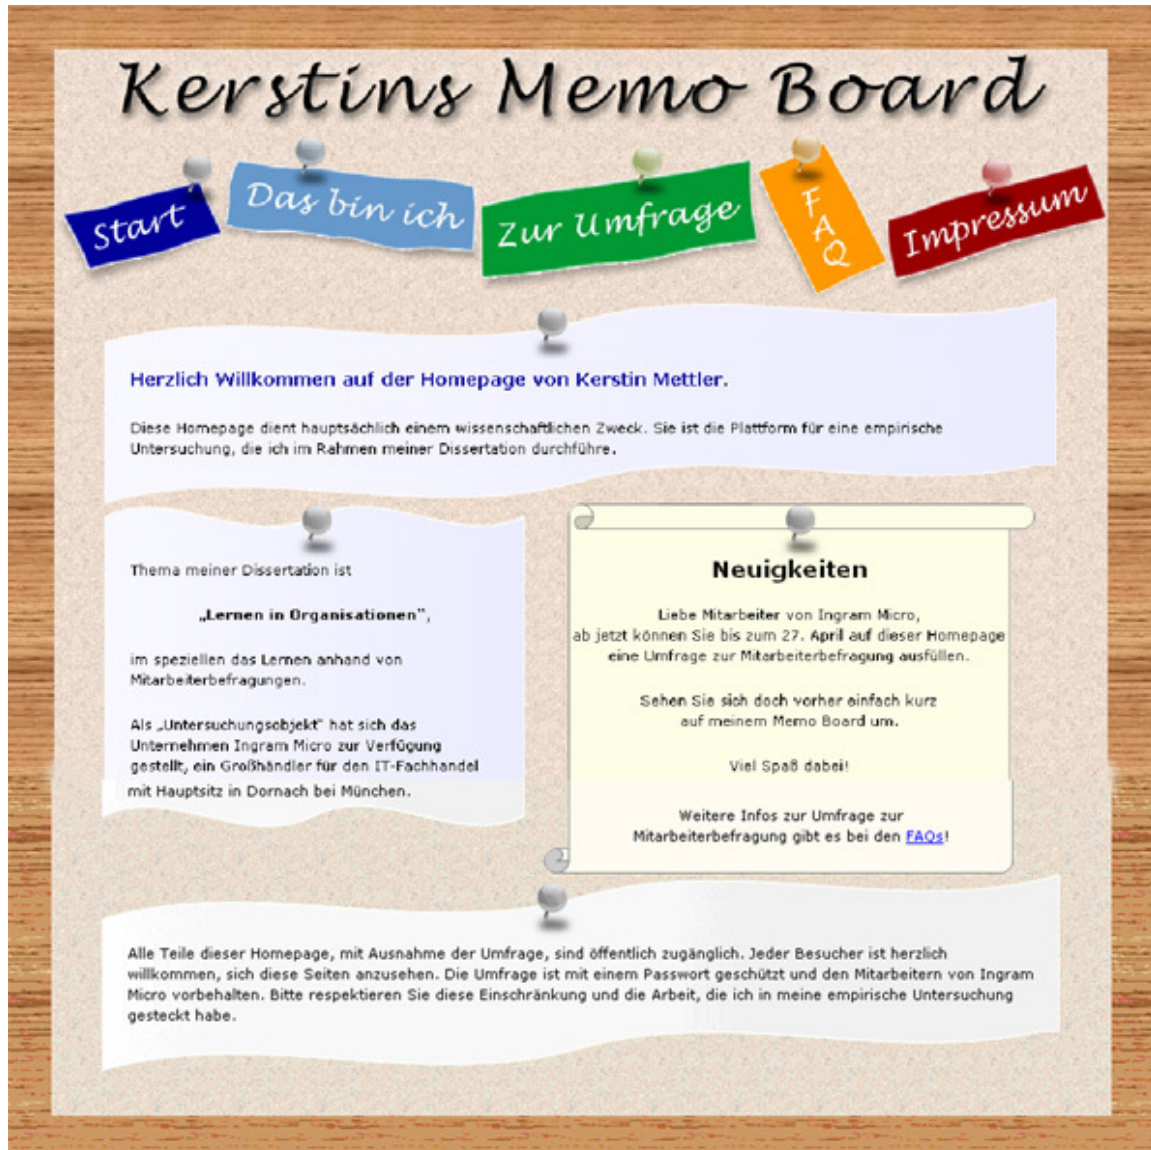 Kerstins Memo Board
Start
Das bin ich
Zur Umfrage
FAQ
Impressum
Herzlich Willkommen auf der Homepage von Kerstin Mettler.
Diese Homepage dient hauptsächlich einem wissenschaftlichen Zweck. Sie ist die Plattform für eine empirische
Untersuchung, die ich im Rahmen meiner Dissertation durchführe.
Thema meiner Dissertation ist
„Lernen in Organisationen",
im speziellen das Lernen anhand von
Mitarbeiterbefragungen.
Als „Untersuchungsobjekt" hat sich das
Unternehmen Ingram Micro zur Verfügung
gestellt, ein Großhändler für den IT-Fachhandel
mit Hauptsitz in Dornach bei München.
Neuigkeiten
Liebe Mitarbeiter von Ingram Micro,
ab jetzt können Sie bis zum 27. April auf dieser Homepage
eine Umfrage zur Mitarbeiterbefragung ausfüllen.
Sehen Sie sich doch vorher einfach kurz
auf meinem Memo Board um.
Viel Spaß dabei!
Weitere Infos zur Umfrage zur
Mitarbeiterbefragung gibt es bei den FAQs!
Alle Teile dieser Homepage, mit Ausnahme der Umfrage, sind öffentlich zugänglich. Jeder Besucher ist herzlich
willkommen, sich diese Seiten anzusehen. Die Umfrage ist mit einem Passwort geschützt und den Mitarbeitern von Ingram
Micro vorbehalten. Bitte respektieren Sie diese Einschränkung und die Arbeit, die ich in meine empirische Untersuchung
gesteckt habe.